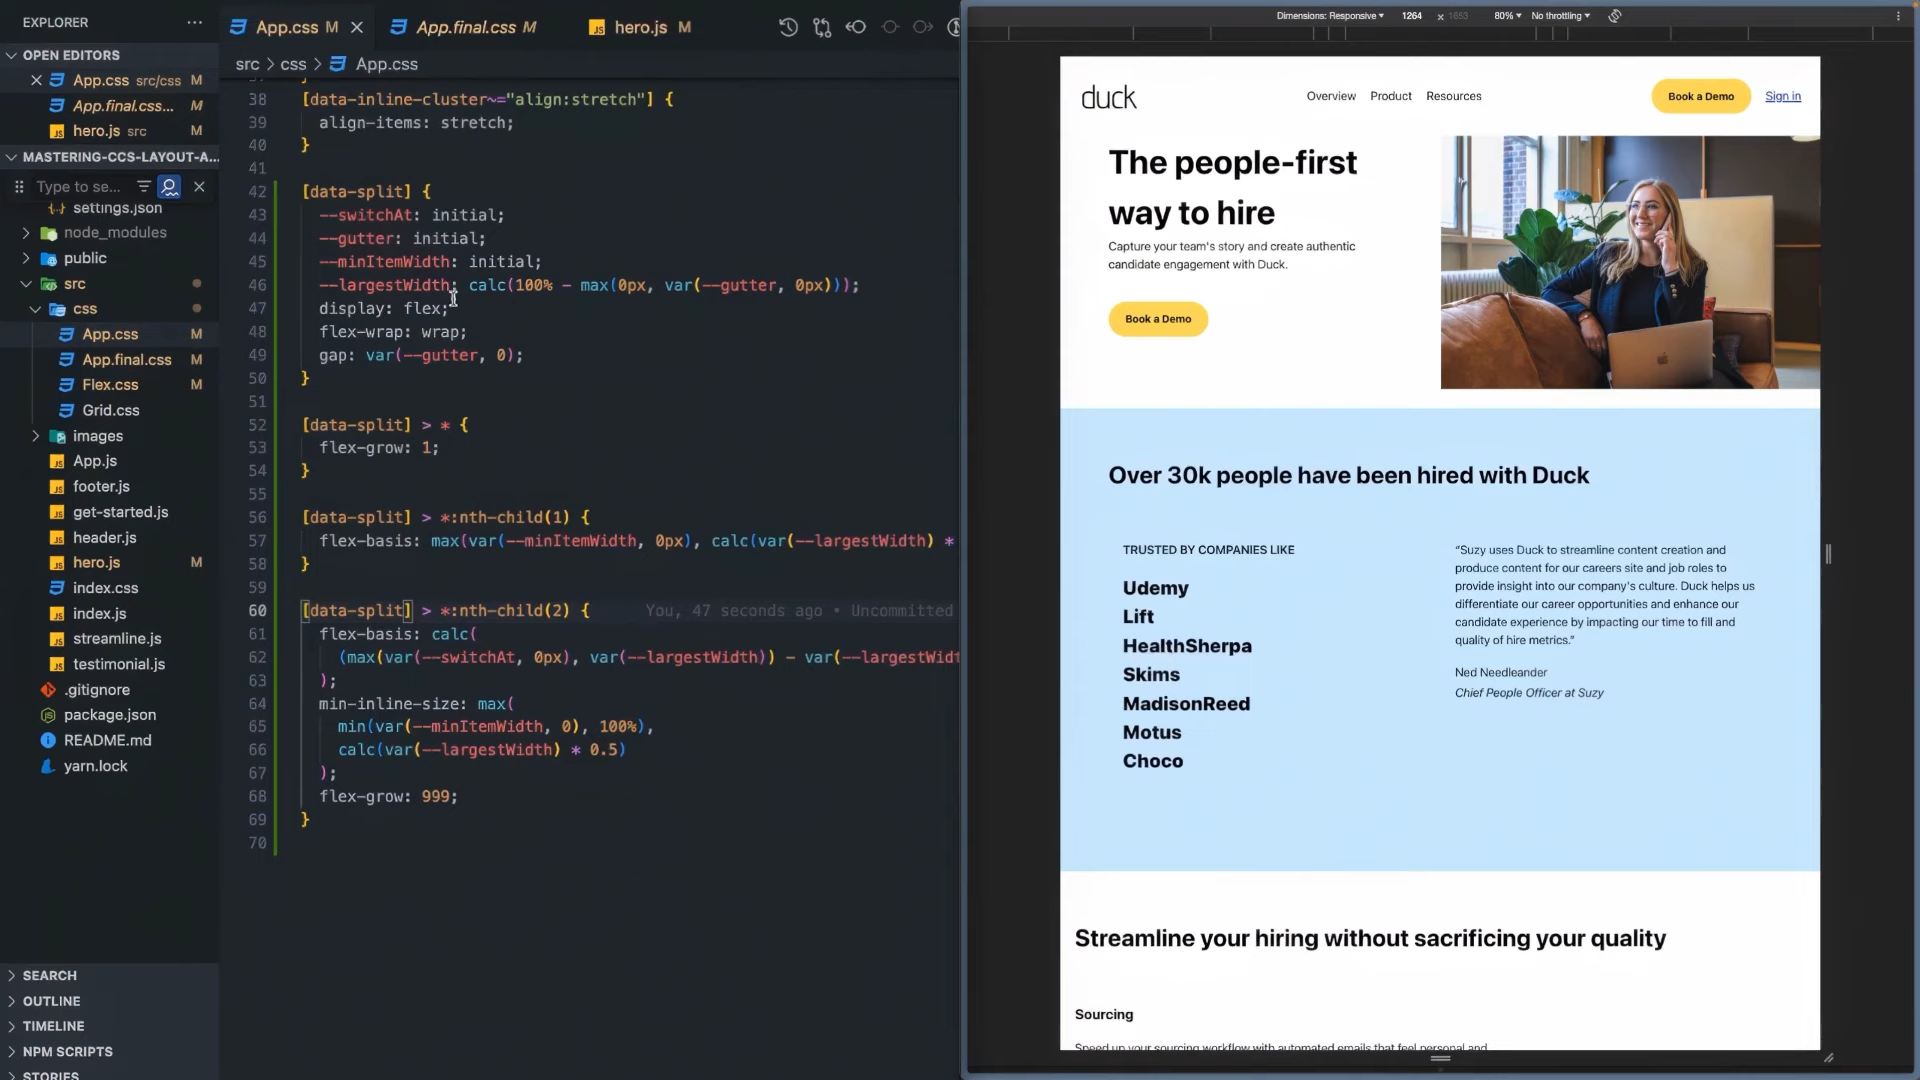 EXPLORER
OPEN EDITORS
App.css src/css M
App.final.css... M
hero.js src M
MASTERING-CCS-LAYOUT-A...
Type to se...
settings.json
node_modules
public
src
css
App.css M
App.final.css M
Flex.css M
Grid.css
images
App.js
footer.js
get-started.js
header.js
hero.js M
index.css
index.js
streamline.js
testimonial.js
.gitignore
package.json
README.md
yarn.lock
SEARCH
OUTLINE
TIMELINE
NPM SCRIPTS
STORIES
App.css M
App.final.css M
hero.js M
src > css > App.css
38 [data-inline-cluster~="align:stretch"] {
39 align-items: stretch;
40 }
41
42 [data-split] {
43 --switchAt: initial;
44 --gutter: initial;
45 --minItemWidth: initial;
46 --largestWidth: calc(100% - max(0px, var(--gutter, 0px)));
47 display: flex;
48 flex-wrap: wrap;
49 gap: var(--gutter, 0);
50 }
51
52 [data-split] > * {
53 flex-grow: 1;
54 }
55
56 [data-split] > *:nth-child(1) {
57 flex-basis: max(var(--minItemWidth, 0px), calc(var(--largestWidth) *
58 }
59
60 [data-split] > *:nth-child(2) { You, 47 seconds ago • Uncommitted
61 flex-basis: calc(
62 (max(var(--switchAt, 0px), var(--largestWidth)) - var(--largestWidt
63 );
64 min-inline-size: max(
65 min(var(--minItemWidth, 0), 100%),
66 calc(var(--largestWidth) * 0.5)
67 );
68 flex-grow: 999;
69 }
70
Dimensions: Responsive 1264 x 1653 80% No throttling
duck
Overview Product Resources
Book a Demo Sign in
The people-first
way to hire
Capture your team's story and create authentic
candidate engagement with Duck.
Book a Demo
Over 30k people have been hired with Duck
TRUSTED BY COMPANIES LIKE
Udemy
Lift
HealthSherpa
Skims
MadisonReed
Motus
Choco
“Suzy uses Duck to streamline content creation and
produce content for our careers site and job roles to
provide insight into our company's culture. Duck helps us
differentiate our career opportunities and enhance our
candidate experience by impacting our time to fill and
quality of hire metrics.”
Ned Needleander
Chief People Officer at Suzy
Streamline your hiring without sacrificing your quality
Sourcing
Speed up your sourcing workflow with automated emails that feel personal and